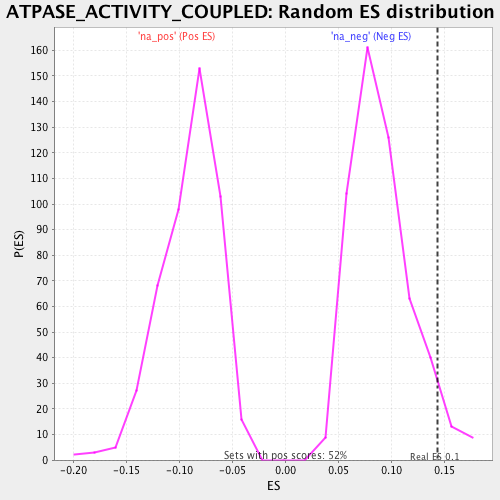 ATPASE_ACTIVITY_COUPLED: Random ES distribution
'na_pos' (Pos ES)
'na_neg' (Neg ES)
160
150
140
130
120
110
100
90
80
70
60
50
40
30
20
10
0
P(ES)
Sets with pos scores: 52%
Real ES 0.1
-0.20 -0.15 -0.10 -0.05 0.00 0.05 0.10 0.15
ES